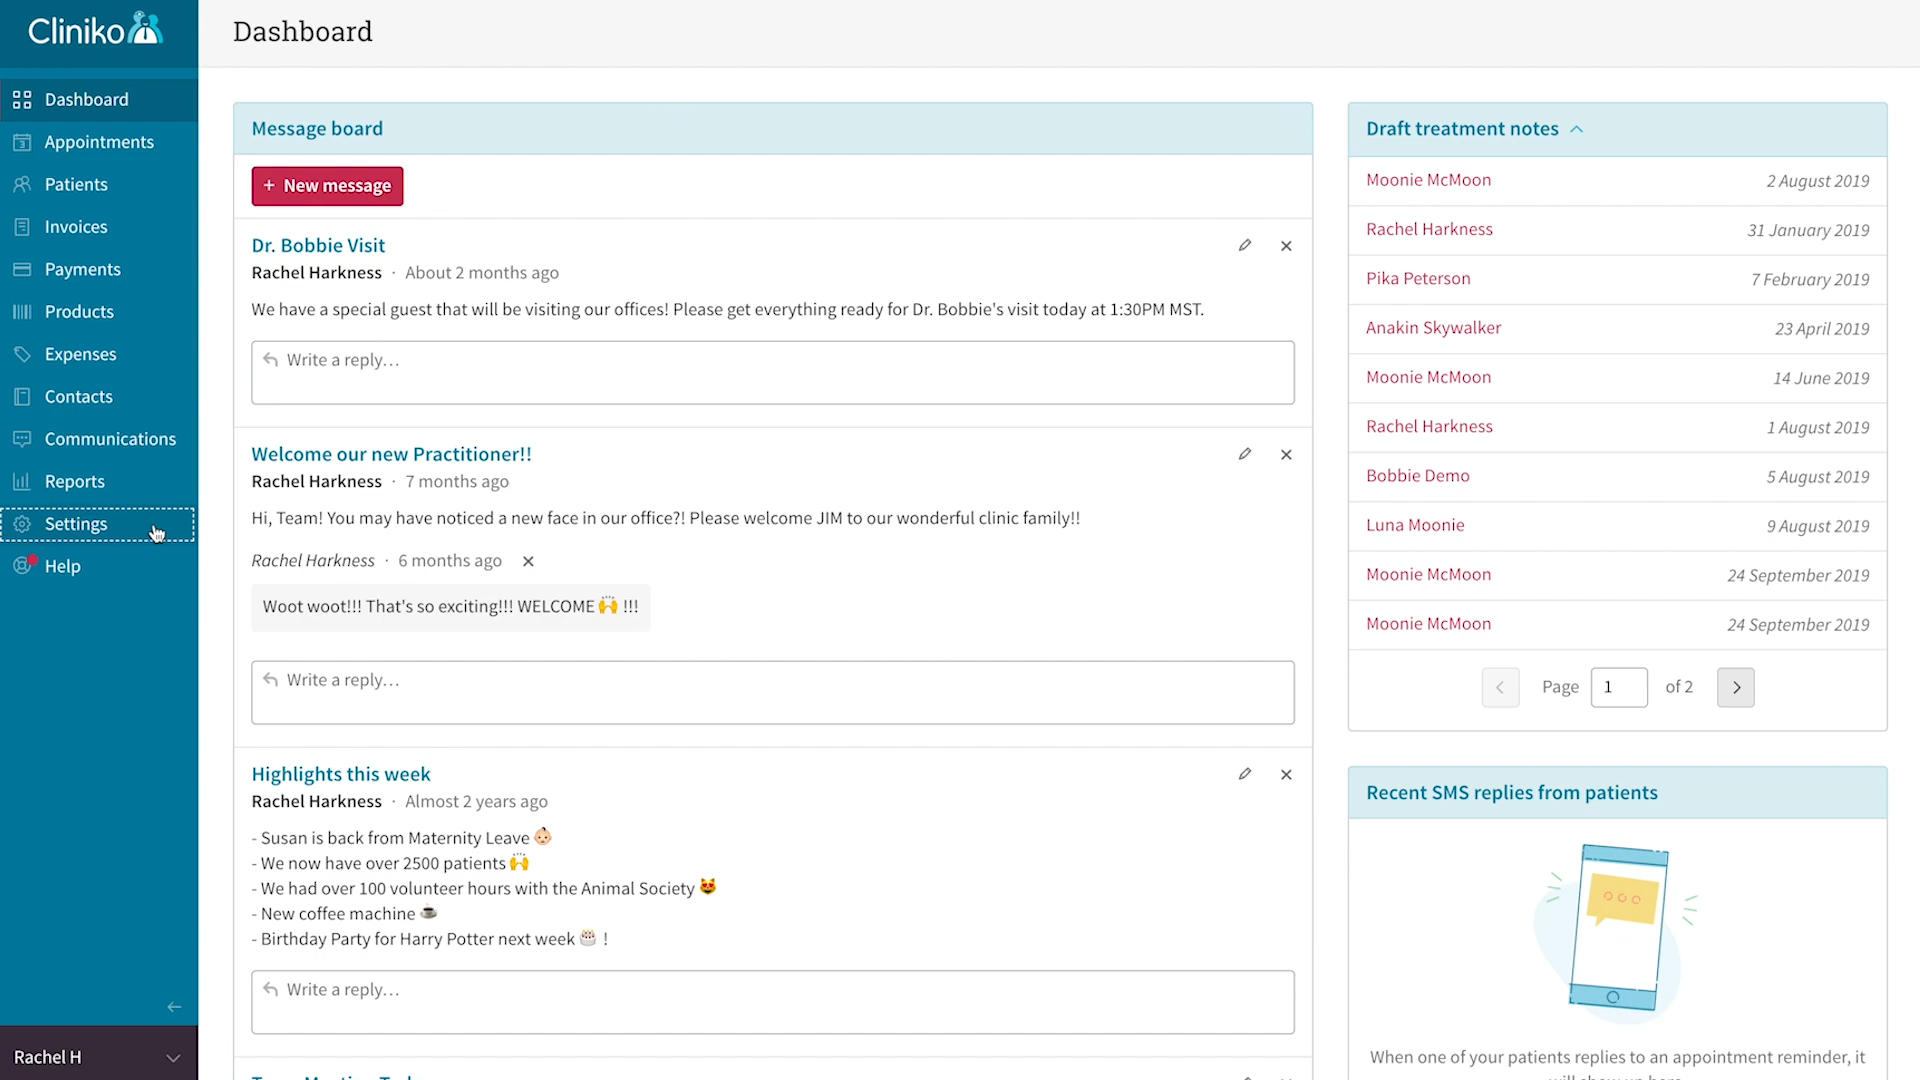 Cliniko
Dashboard
Dashboard
Appointments
Patients
Invoices
Payments
Products
Expenses
Contacts
Communications
Reports
Settings
Help
Rachel H
Message board
+ New message
Dr. Bobbie Visit
Rachel Harkness · About 2 months ago
We have a special guest that will be visiting our offices! Please get everything ready for Dr. Bobbie's visit today at 1:30PM MST.
Write a reply…
Welcome our new Practitioner!!
Rachel Harkness · 7 months ago
Hi, Team! You may have noticed a new face in our office?! Please welcome JIM to our wonderful clinic family!!
Rachel Harkness · 6 months ago
Woot woot!!! That's so exciting!!! WELCOME 🙌 !!!
Write a reply…
Highlights this week
Rachel Harkness · Almost 2 years ago
- Susan is back from Maternity Leave 👶
- We now have over 2500 patients 🙌
- We had over 100 volunteer hours with the Animal Society 😻
- New coffee machine ☕
- Birthday Party for Harry Potter next week 🎂 !
Write a reply…
Draft treatment notes
Moonie McMoon 2 August 2019
Rachel Harkness 31 January 2019
Pika Peterson 7 February 2019
Anakin Skywalker 23 April 2019
Moonie McMoon 14 June 2019
Rachel Harkness 1 August 2019
Bobbie Demo 5 August 2019
Luna Moonie 9 August 2019
Moonie McMoon 24 September 2019
Moonie McMoon 24 September 2019
Page 1 of 2
Recent SMS replies from patients
When one of your patients replies to an appointment reminder, it